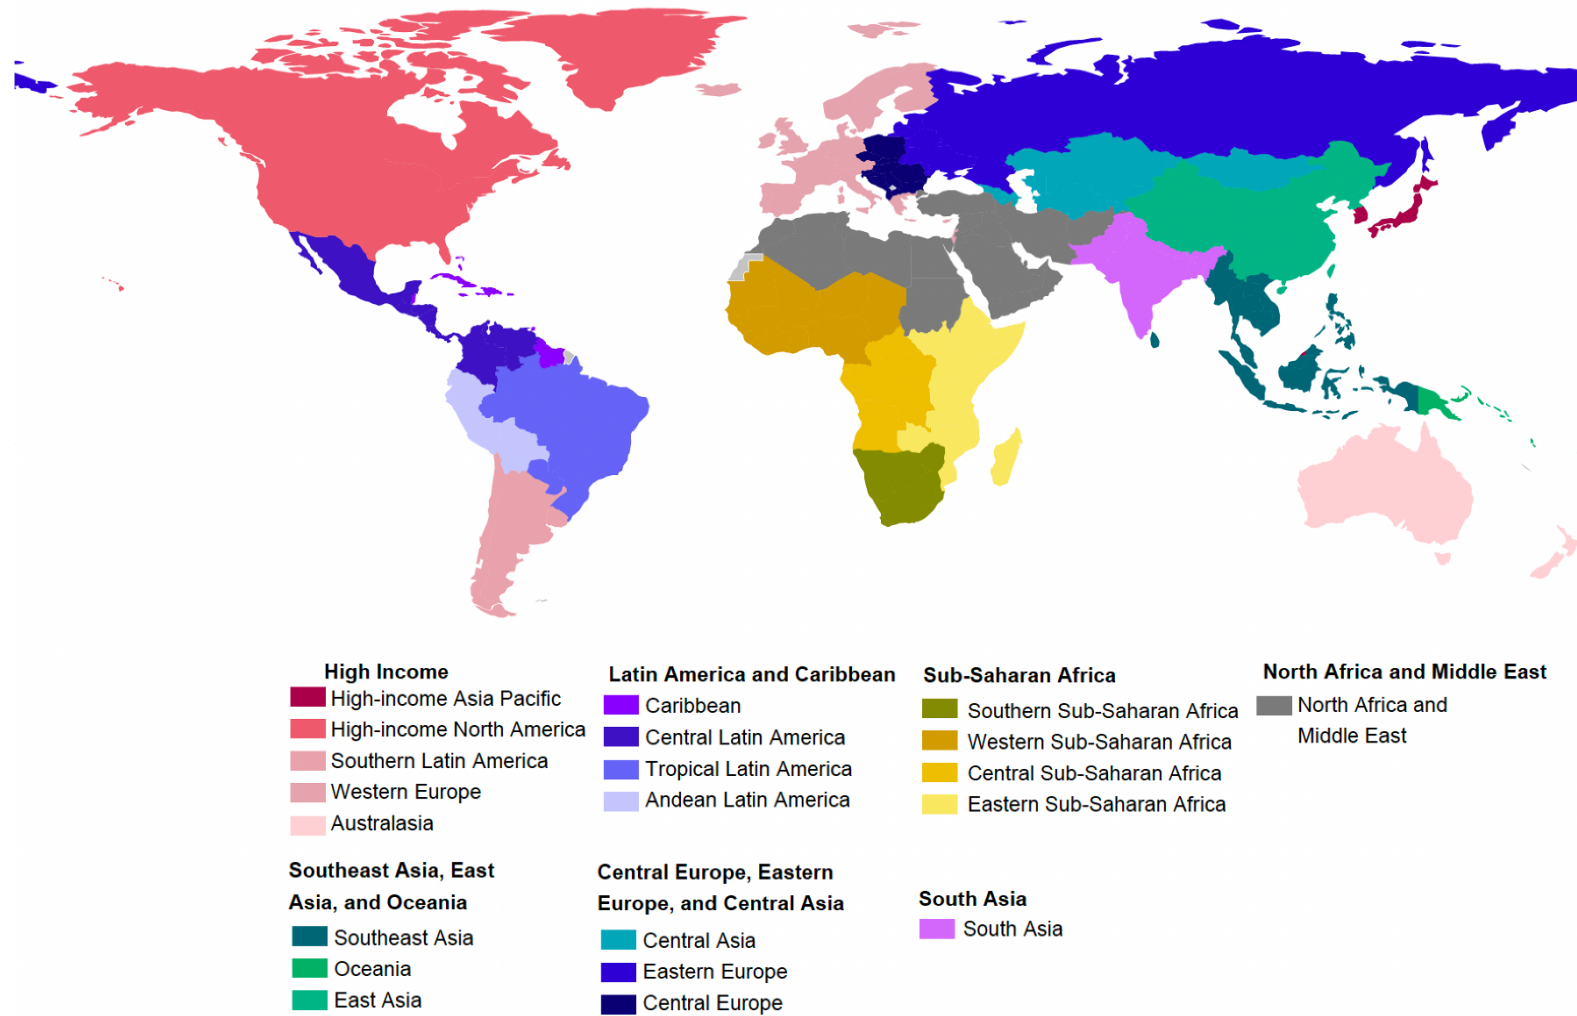 High Income
High-income Asia Pacific
High-income North America
Southern Latin America
Western Europe
Australasia
Latin America and Caribbean
Caribbean
Central Latin America
Tropical Latin America
Andean Latin America
Sub-Saharan Africa
Southern Sub-Saharan Africa
Western Sub-Saharan Africa
Central Sub-Saharan Africa
Eastern Sub-Saharan Africa
North Africa and Middle East
North Africa and
Middle East
Southeast Asia, East
Asia, and Oceania
Southeast Asia
Oceania
East Asia
Central Europe, Eastern
Europe, and Central Asia
Central Asia
Eastern Europe
Central Europe
South Asia
South Asia